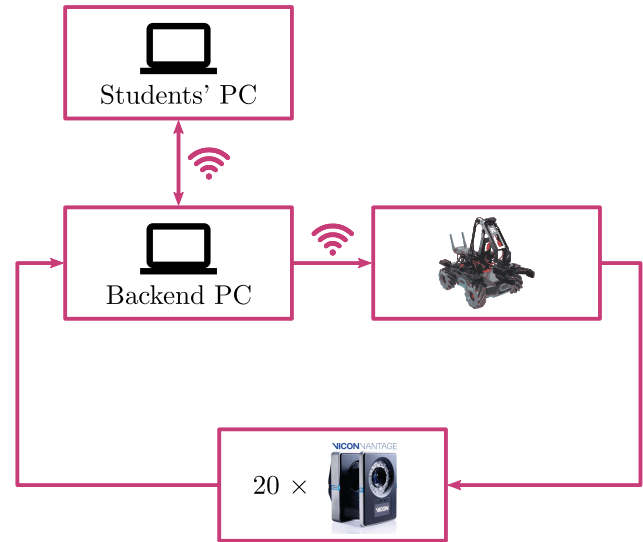 Students' PC
Backend PC
VICON VANTAGE
20 ×
VICON